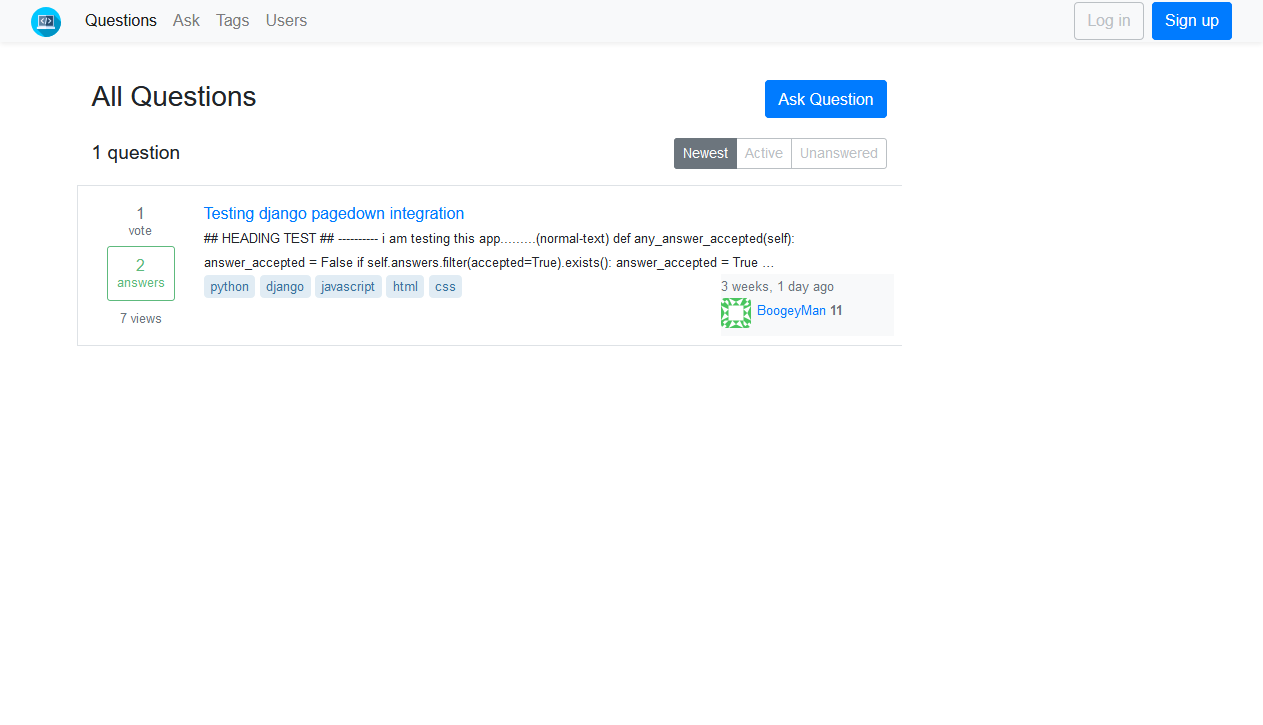 Questions Ask Tags Users Log in Sign up
All Questions Ask Question
1 question Newest Active Unanswered
1
vote
2
answers
7 views
Testing django pagedown integration
## HEADING TEST ## ---------- i am testing this app.........(normal-text) def any_answer_accepted(self):
answer_accepted = False if self.answers.filter(accepted=True).exists(): answer_accepted = True ...
python django javascript html css
3 weeks, 1 day ago
BoogeyMan 11